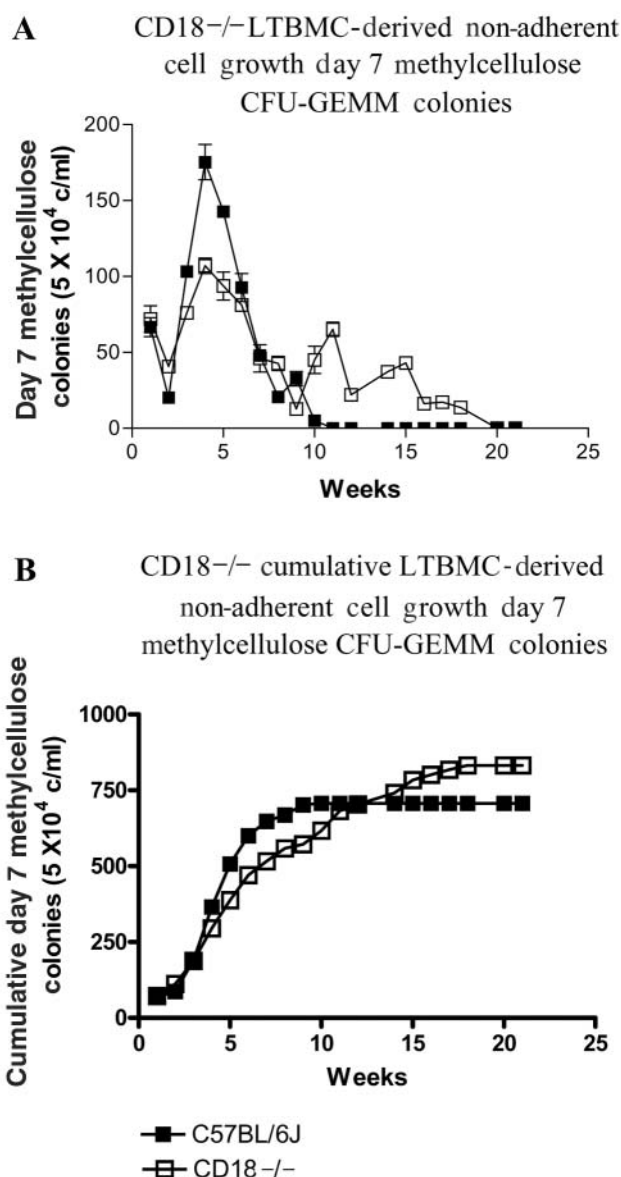 A
CD18−/−LTBMC-derived non-adherent
cell growth day 7 methylcellulose
CFU-GEMM colonies
Day 7 methylcellulose
colonies (5 X 10⁴ c/ml)
200
150
100
50
0
0 5 10 15 20 25
Weeks
B
CD18−/− cumulative LTBMC-derived
non-adherent cell growth day 7
methylcellulose CFU-GEMM colonies
Cumulative day 7 methylcellulose
colonies (5 X10⁴ c/ml)
1000
750
500
250
0
0 5 10 15 20 25
Weeks
C57BL/6J
CD18 −/−